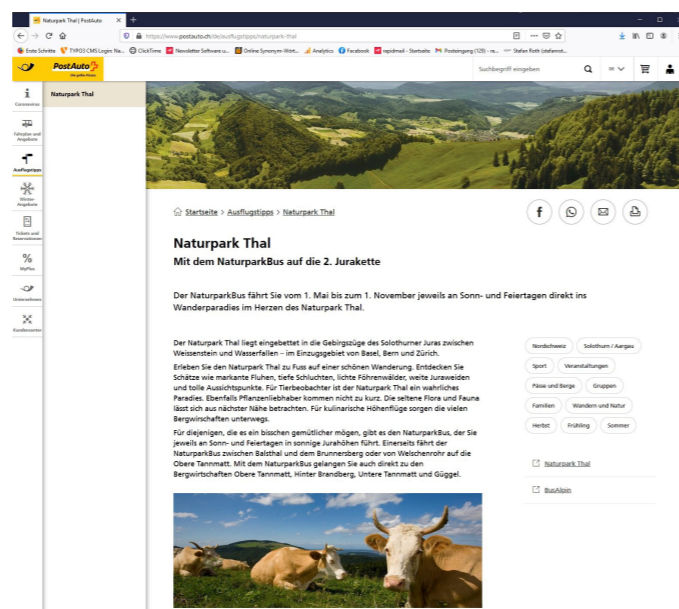 Naturpark Thal | PostAuto
https://www.postauto.ch/de/ausflugstipps/naturpark-thal
Erste Schritte TYPO3 CMS Login: Na... ClickTime Newsletter Software u... Online Synonym-Wört... Analytics Facebook rapidmail - Startseite Posteingang (128) - ra... Stefan Roth (stefanrot...
PostAuto
Die gelbe Klasse.
Suchbegriff eingeben
DE
Coronavirus
Fahrplan und
Angebote
Ausflugstipps
Winter-
Angebote
Tickets und
Reservationen
MyPlus
Unternehmen
Kundencenter
Naturpark Thal
Startseite > Ausflugstipps > Naturpark Thal
Naturpark Thal
Mit dem NaturparkBus auf die 2. Jurakette
Der NaturparkBus fährt Sie vom 1. Mai bis zum 1. November jeweils an Sonn- und Feiertagen direkt ins
Wanderparadies im Herzen des Naturpark Thal.
Der Naturpark Thal liegt eingebettet in die Gebirgszüge des Solothurner Juras zwischen
Weissenstein und Wasserfallen – im Einzugsgebiet von Basel, Bern und Zürich.
Erleben Sie den Naturpark Thal zu Fuss auf einer schönen Wanderung. Entdecken Sie
Schätze wie markante Fluhen, tiefe Schluchten, lichte Föhrenwälder, weite Juraweiden
und tolle Aussichtspunkte. Für Tierbeobachter ist der Naturpark Thal ein wahrliches
Paradies. Ebenfalls Pflanzenliebhaber kommen nicht zu kurz. Die seltene Flora und Fauna
lässt sich aus nächster Nähe betrachten. Für kulinarische Höhenflüge sorgen die vielen
Bergwirschaften unterwegs.
Für diejenigen, die es ein bisschen gemütlicher mögen, gibt es den NaturparkBus, der Sie
jeweils an Sonn- und Feiertagen in sonnige Jurahöhen führt. Einerseits fährt der
NaturparkBus zwischen Balsthal und dem Brunnersberg oder von Welschenrohr auf die
Obere Tannmatt. Mit dem NaturparkBus gelangen Sie auch direkt zu den
Bergwirtschaften Obere Tannmatt, Hinter Brandberg, Untere Tannmatt und Güggel.
Nordschweiz Solothurn / Aargau
Sport Veranstaltungen
Pässe und Berge Gruppen
Familien Wandern und Natur
Herbst Frühling Sommer
Naturpark Thal
BusAlpin